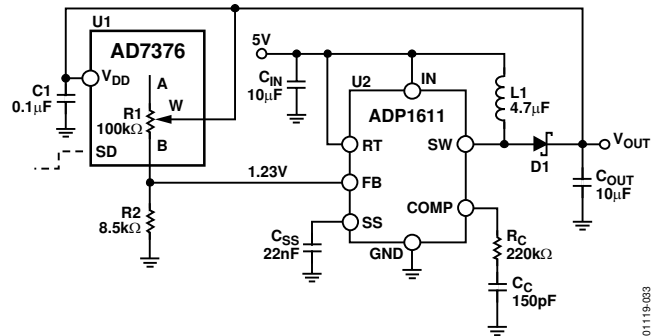 U1
AD7376
VDD
A
W
R1
100kΩ
B
SD
C1
0.1μF
R2
8.5kΩ
1.23V
5V
CIN
10μF
U2
IN
ADP1611
RT
SW
FB
COMP
SS
GND
CSS
22nF
L1
4.7μF
D1
VOUT
COUT
10μF
RC
220kΩ
CC
150pF
01119-033